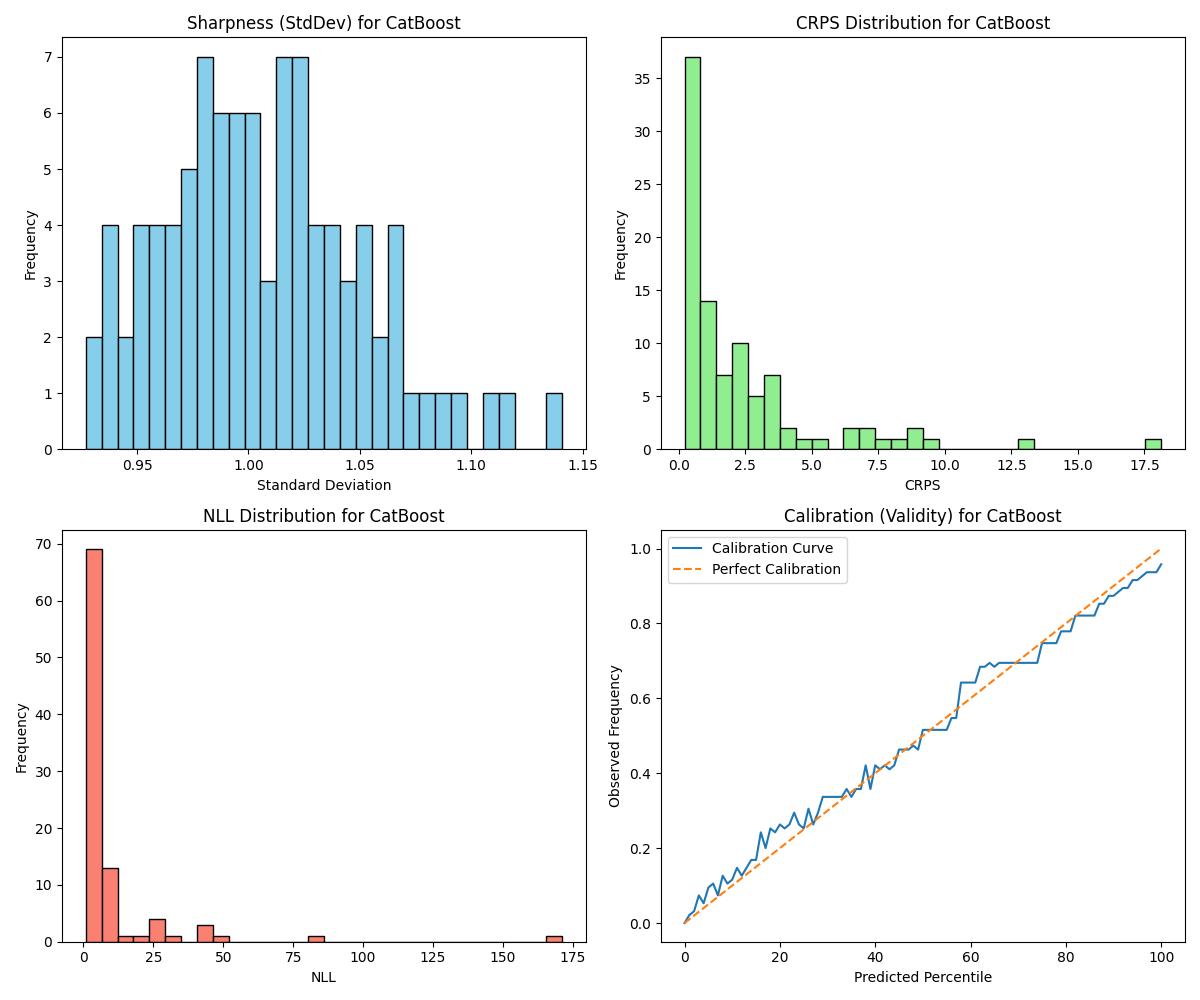 Sharpness (StdDev) for CatBoost
7
6
5
4
3
2
1
0
Frequency
0.95 1.00 1.05 1.10 1.15
Standard Deviation
CRPS Distribution for CatBoost
35
30
25
20
15
10
5
0
Frequency
0.0 2.5 5.0 7.5 10.0 12.5 15.0 17.5
CRPS
NLL Distribution for CatBoost
70
60
50
40
30
20
10
0
Frequency
0 25 50 75 100 125 150 175
NLL
Calibration (Validity) for CatBoost
Calibration Curve
Perfect Calibration
1.0
0.8
0.6
0.4
0.2
0.0
Observed Frequency
0 20 40 60 80 100
Predicted Percentile